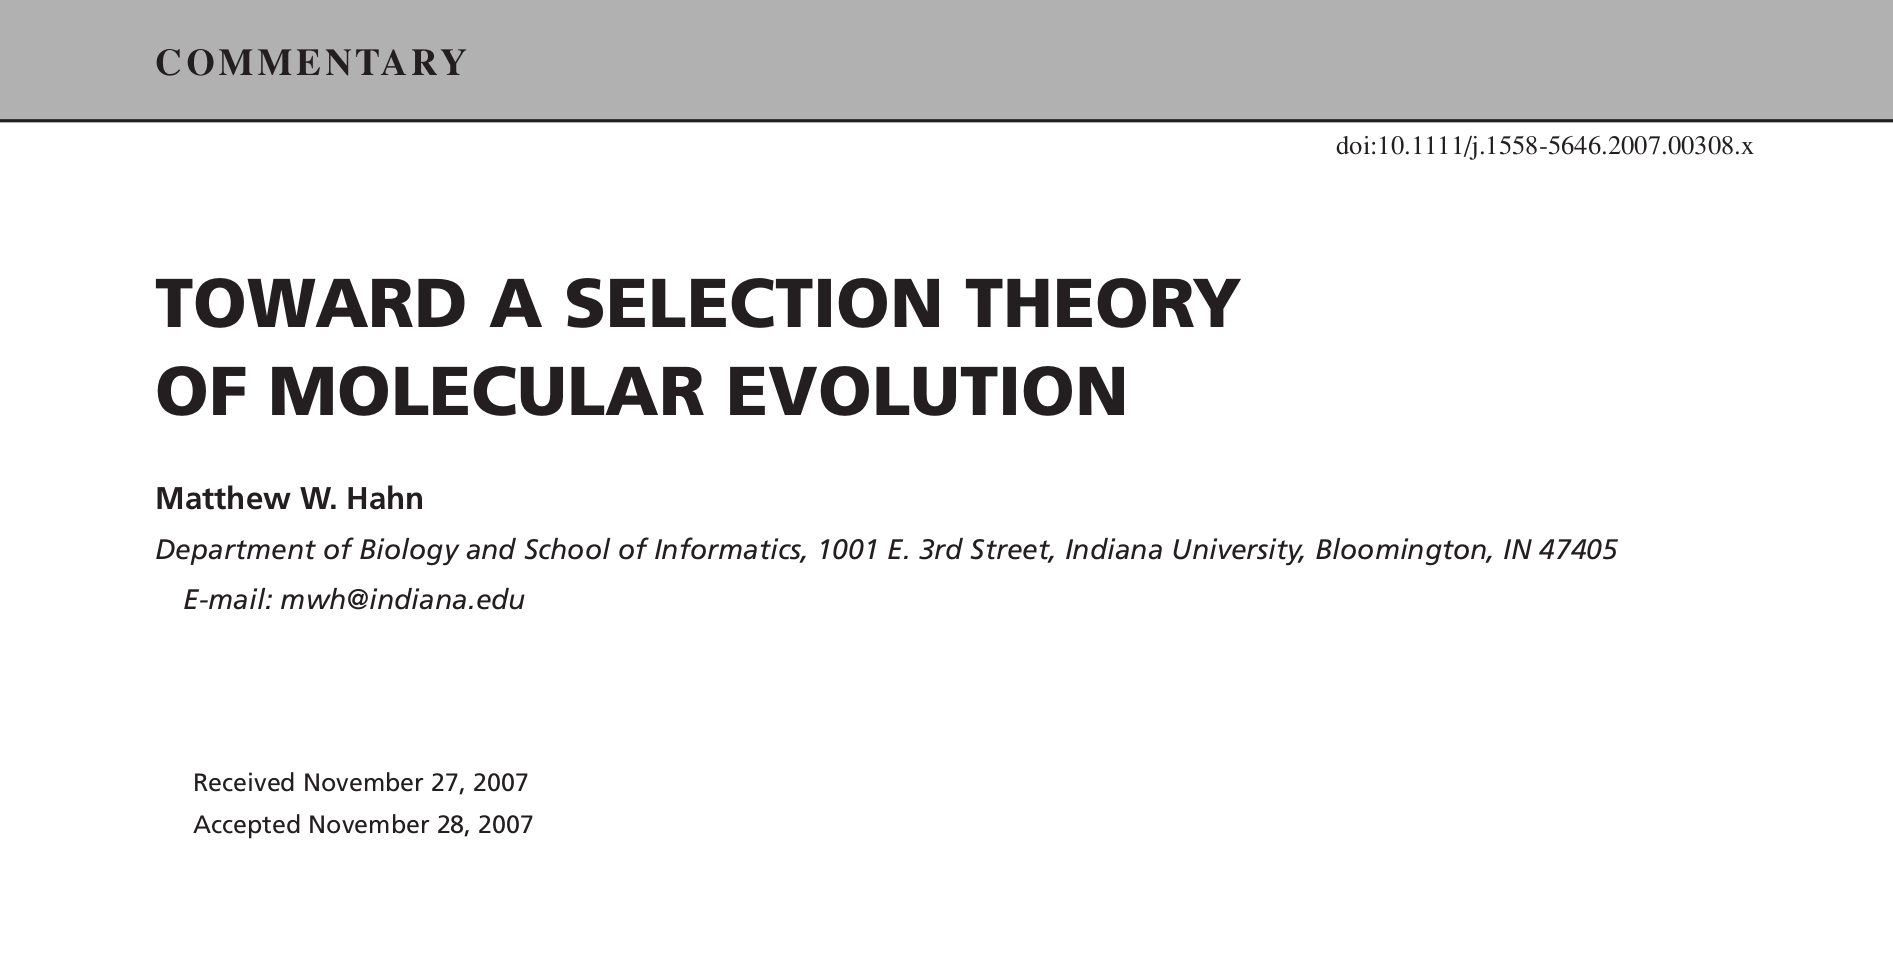 COMMENTARY
doi:10.1111/j.1558-5646.2007.00308.x
TOWARD A SELECTION THEORY
OF MOLECULAR EVOLUTION
Matthew W. Hahn
Department of Biology and School of Informatics, 1001 E. 3rd Street, Indiana University, Bloomington, IN 47405
E-mail: mwh@indiana.edu
Received November 27, 2007
Accepted November 28, 2007